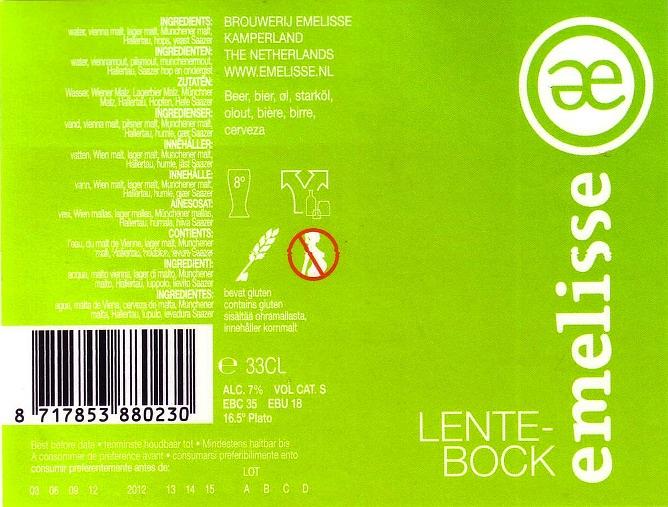 INGREDIENTS:
water, vienna malt, lager malt, Münchener malt,
Hallertau, hops, yeast Saazer
INGREDIENTEN:
water, viennamout, pilsmout, munchenermout,
Hallertau, Saazer hop en ondergist
ZUTATEN:
Wasser, Wiener Malz, Lagerbier Malz, Münchner
Malz, Hallertau, Hopfen, Hefe Saazer
INGREDIENSER:
vand, vienna malt, pilsner malt, Munchener malt,
Hallertau, humle, gær Saazer
INNEHÅLLER:
vatten, Wien malt, lager malt, Münchener malt,
Hallertau, humle, jäst Saazer
INNEHÅLLE:
vann, Wien malt, lager malt, Münchener malt,
Hallertau, humle, gjær Saazer
AINESOSAT:
vesi, Wien mallas, lager mallas, Münchener mallas,
Hallertau, humala, hiiva Saazer
CONTIENTS:
l'eau, du malt de Vienne, lager malt, Munchener
malt, Hallertau, houblon, levure Saazer
INGREDIENTI:
acqua, malto vienna, lager di malto, Münchener
malto, Hallertau, luppolo, lievito Saazer
INGREDIENTES:
agua, malta de Viena, cerveza de malta, Münchener
malta, Hallertau, lupulo, levadura Saazer
8 717853 880230
Best before date • tenminste houdbaar tot • Mindestens haltbar bis
A consommer de preference avant • consumarsi preferibilimente ento
consumir preferentemente antes de:
LOT
03 06 09 12 2012 13 14 15 A B C D
BROUWERIJ EMELISSE
KAMPERLAND
THE NETHERLANDS
WWW.EMELISSE.NL
Beer, bier, øl, starköl,
olout, bière, birre,
cerveza
8°
bevat gluten
contains gluten
sisältää ohramallasta,
innehåller kornmalt
e 33CL
ALC. 7% VOL CAT. S
EBC 35 EBU 18
16.5° Plato
æ
emelisse
LENTE-
BOCK